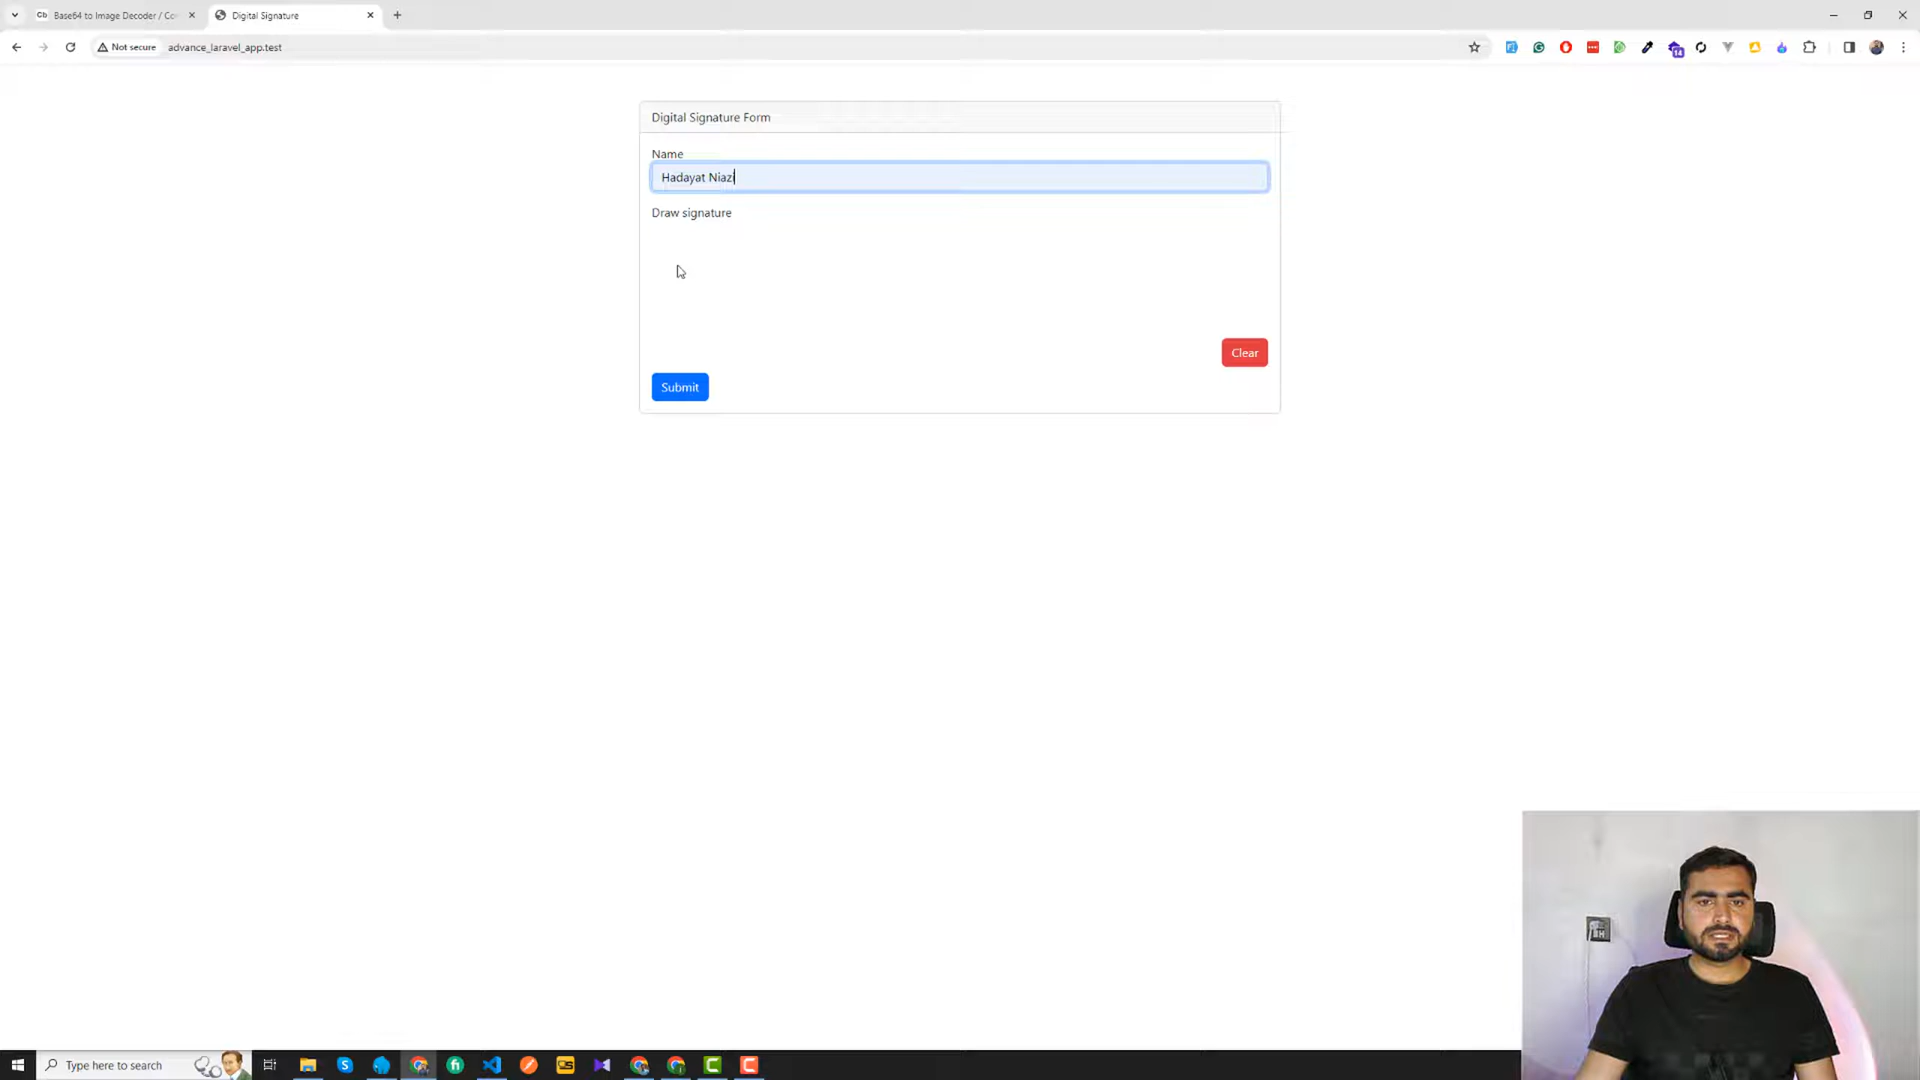 Base64 to Image Decoder / Co
Digital Signature
Not secure
advance_laravel_app.test
14
Digital Signature Form
Name
Hadayat Niazi
Draw signature
Clear
Submit
Type here to search